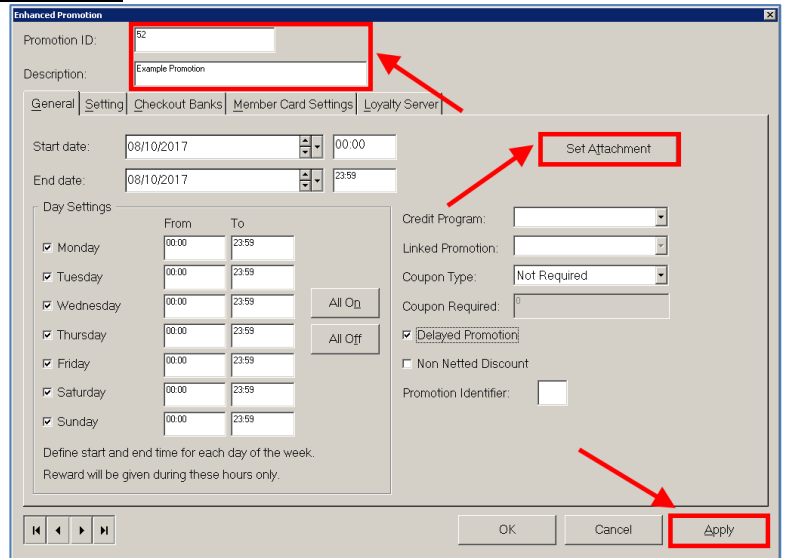 Enhanced Promotion
Promotion ID: 52
Description: Example Promotion
General Setting Checkout Banks Member Card Settings Loyalty Server
Start date: 08/10/2017 00:00
Set Attachment
End date: 08/10/2017 23:59
Day Settings
From To
Monday 00:00 23:59
Tuesday 00:00 23:59
Wednesday 00:00 23:59
Thursday 00:00 23:59
Friday 00:00 23:59
Saturday 00:00 23:59
Sunday 00:00 23:59
All On
All Off
Define start and end time for each day of the week.
Reward will be given during these hours only.
Credit Program:
Linked Promotion:
Coupon Type: Not Required
Coupon Required: 0
Delayed Promotion
Non Netted Discount
Promotion Identifier:
OK Cancel Apply